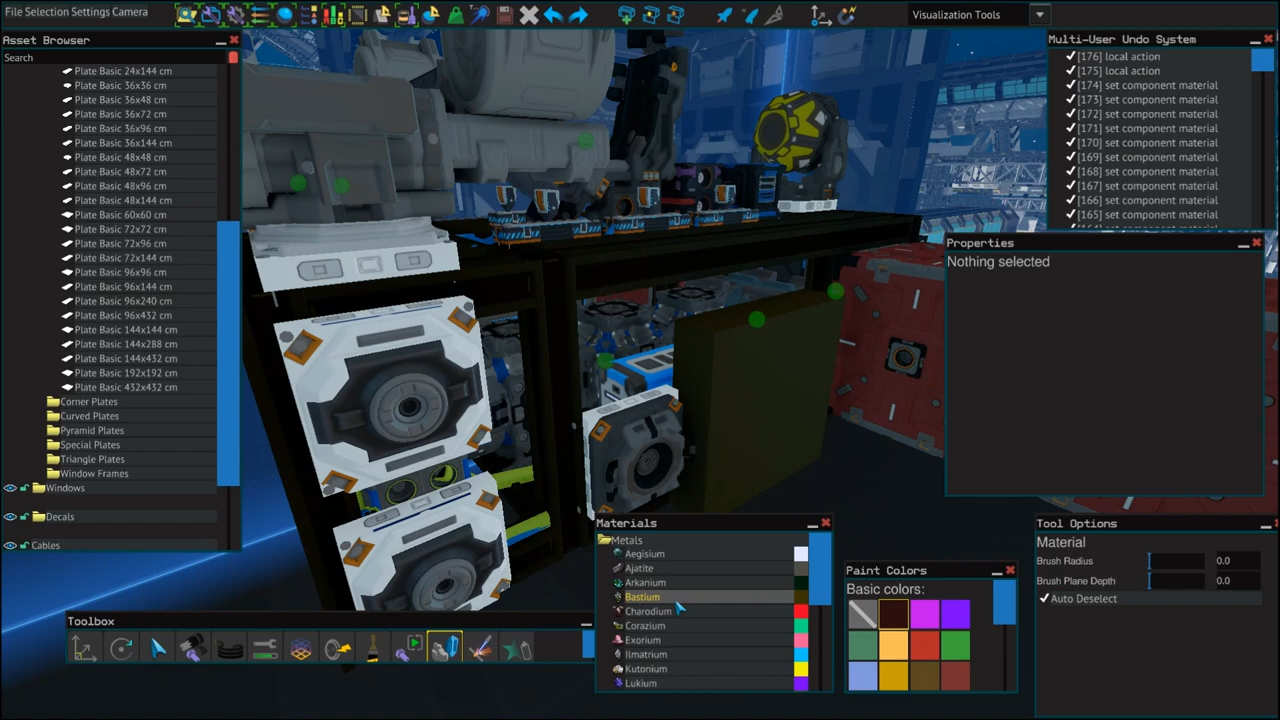 File Selection Settings Camera
Visualization Tools
Asset Browser
Search
Plate Basic 24x144 cm
Plate Basic 36x36 cm
Plate Basic 36x48 cm
Plate Basic 36x72 cm
Plate Basic 36x96 cm
Plate Basic 36x144 cm
Plate Basic 48x48 cm
Plate Basic 48x72 cm
Plate Basic 48x96 cm
Plate Basic 48x144 cm
Plate Basic 60x60 cm
Plate Basic 72x72 cm
Plate Basic 72x96 cm
Plate Basic 72x144 cm
Plate Basic 96x96 cm
Plate Basic 96x144 cm
Plate Basic 96x240 cm
Plate Basic 96x432 cm
Plate Basic 144x144 cm
Plate Basic 144x288 cm
Plate Basic 144x432 cm
Plate Basic 192x192 cm
Plate Basic 432x432 cm
Corner Plates
Curved Plates
Pyramid Plates
Special Plates
Triangle Plates
Window Frames
Windows
Decals
Cables
Multi-User Undo System
[176] local action
[175] local action
[174] set component material
[173] set component material
[172] set component material
[171] set component material
[170] set component material
[169] set component material
[168] set component material
[167] set component material
[166] set component material
[165] set component material
Properties
Nothing selected
Materials
Metals
Aegisium
Ajatite
Arkanium
Bastium
Charodium
Corazium
Exorium
Ilmatrium
Kutonium
Lukium
Paint Colors
Basic colors:
Tool Options
Material
Brush Radius 0.0
Brush Plane Depth 0.0
Auto Deselect
Toolbox